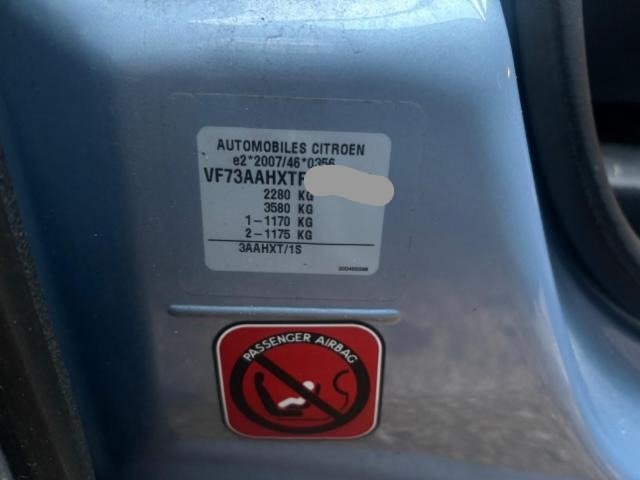 AUTOMOBILES CITROEN
e2*2007/46*0356
VF73AAHXTF
2280 KG
3580 KG
1-1170 KG
2-1175 KG
3AAHXT/1S
PASSENGER AIRBAG